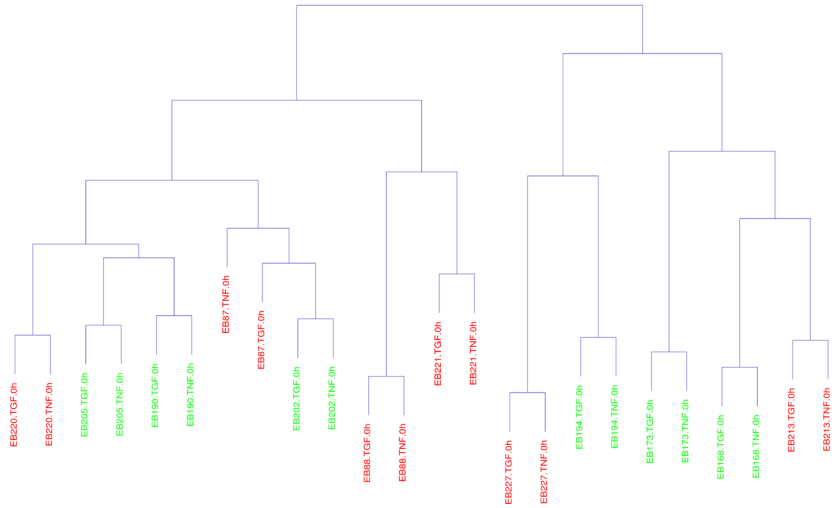 EB220.TGF.0h
EB220.TNF.0h
EB205.TGF.0h
EB205.TNF.0h
EB190.TGF.0h
EB190.TNF.0h
EB87.TNF.0h
EB87.TGF.0h
EB202.TGF.0h
EB202.TNF.0h
EB88.TGF.0h
EB88.TNF.0h
EB221.TGF.0h
EB221.TNF.0h
EB227.TGF.0h
EB227.TNF.0h
EB194.TGF.0h
EB194.TNF.0h
EB173.TGF.0h
EB173.TNF.0h
EB168.TGF.0h
EB168.TNF.0h
EB213.TGF.0h
EB213.TNF.0h